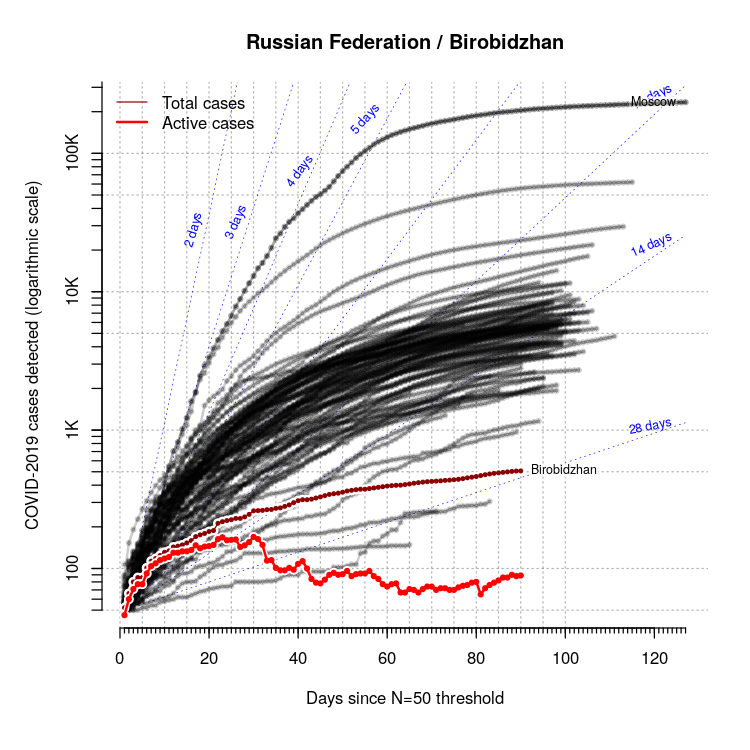 Russian Federation / Birobidzhan
Total cases
Active cases
2 days
3 days
4 days
5 days
days
Moscow
14 days
28 days
Birobidzhan
COVID-2019 cases detected (logarithmic scale)
100K
10K
1K
100
0 20 40 60 80 100 120
Days since N=50 threshold